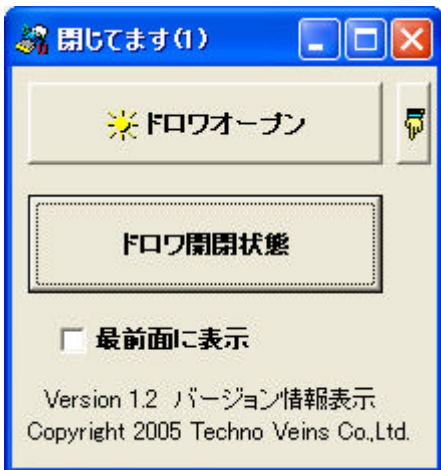 閉じてます(1)
ドロワオープン
ドロワ開閉状態
最前面に表示
Version 1.2 バージョン情報表示
Copyright 2005 Techno Veins Co.,Ltd.